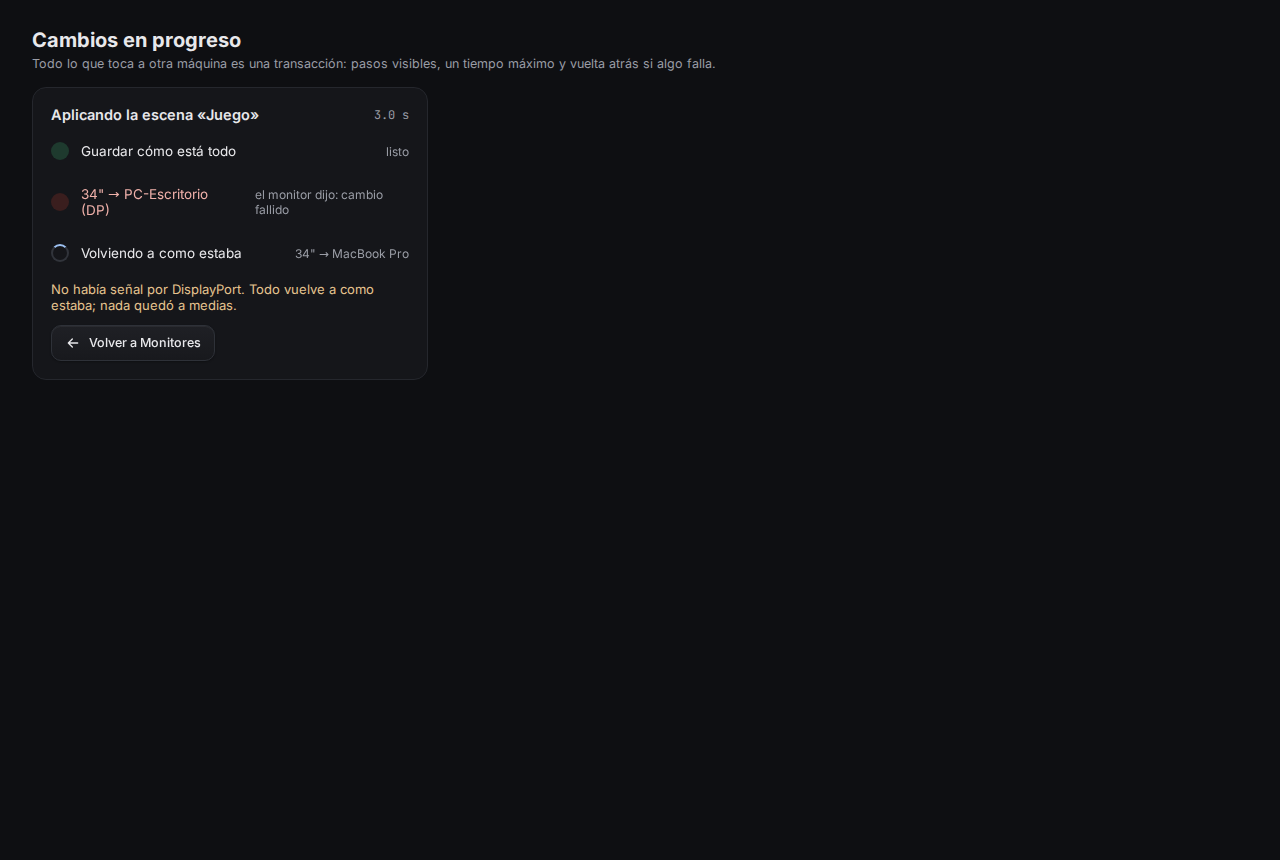 Cambios en progreso
Todo lo que toca a otra máquina es una transacción: pasos visibles, un tiempo máximo y vuelta atrás si algo falla.
Aplicando la escena «Juego» 3.0 s
Guardar cómo está todo listo
34" → PC-Escritorio (DP) el monitor dijo: cambio fallido
Volviendo a como estaba 34" → MacBook Pro
No había señal por DisplayPort. Todo vuelve a como
estaba; nada quedó a medias.
← Volver a Monitores